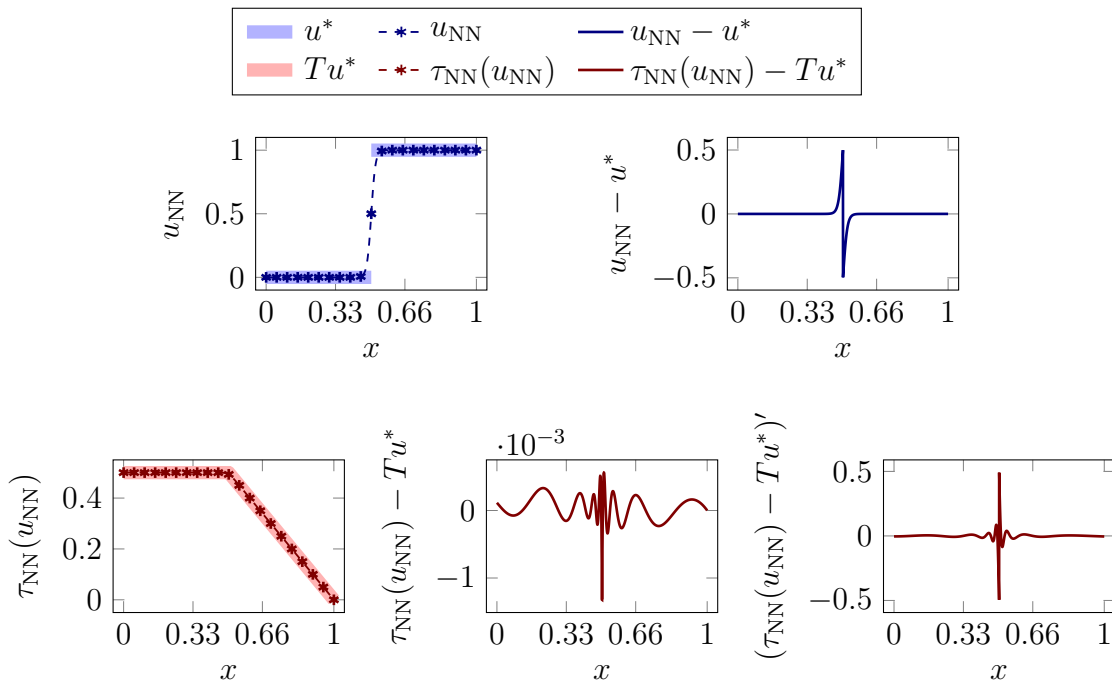 u* u_NN u_NN − u*
Tu* τ_NN(u_NN) τ_NN(u_NN) − Tu*
u_NN
1
0.5
0
0 0.33 0.66 1
x
u_NN − u*
0.5
0
−0.5
0 0.33 0.66 1
x
τ_NN(u_NN)
0.4
0.2
0
0 0.33 0.66 1
x
τ_NN(u_NN) − Tu*
·10⁻³
0
−1
0 0.33 0.66 1
x
(τ_NN(u_NN) − Tu*)′
0.5
0
−0.5
0 0.33 0.66 1
x